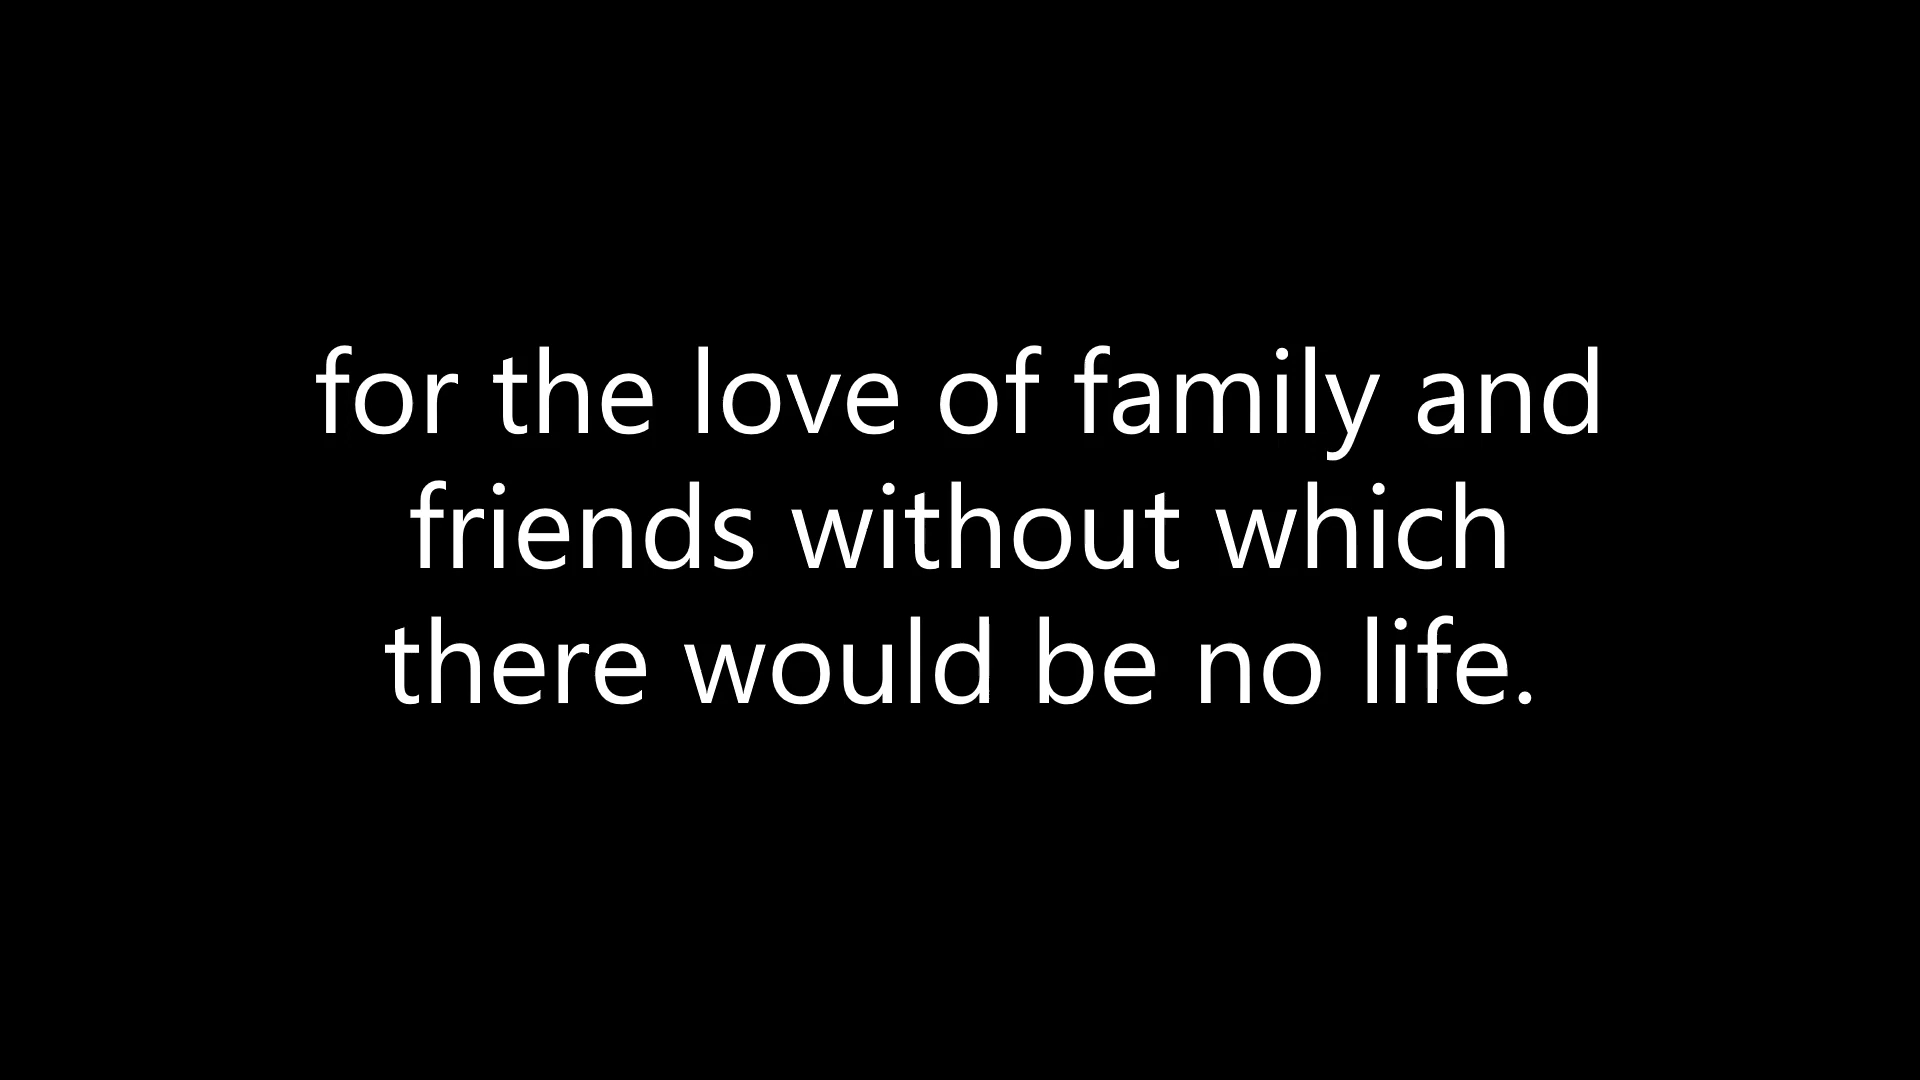 for the love of family and
friends without which
there would be no life.